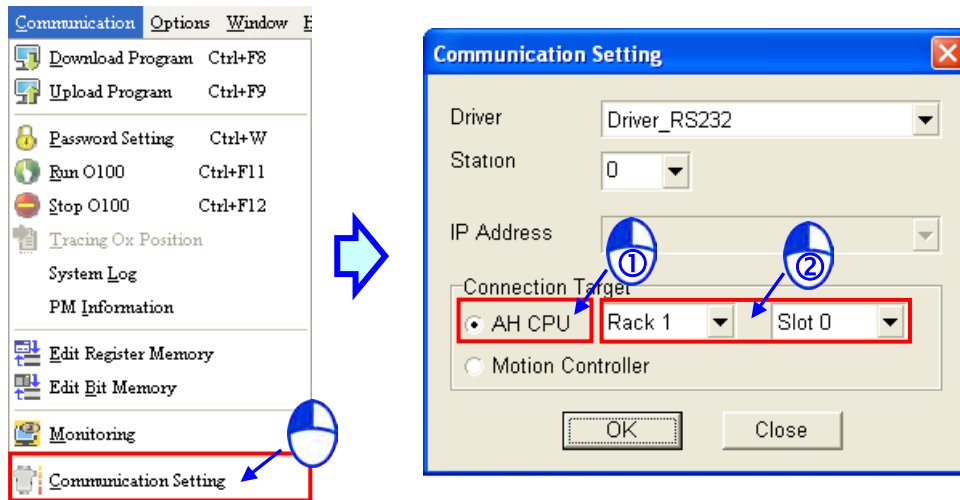 Communication Options Window
Download Program Ctrl+F8
Upload Program Ctrl+F9
Password Setting Ctrl+W
Run O100 Ctrl+F11
Stop O100 Ctrl+F12
Tracing Ox Position
System Log
PM Information
Edit Register Memory
Edit Bit Memory
Monitoring
Communication Setting
Communication Setting
Driver Driver_RS232
Station 0
IP Address
① ②
Connection Target
AH CPU Rack 1 Slot 0
Motion Controller
OK Close